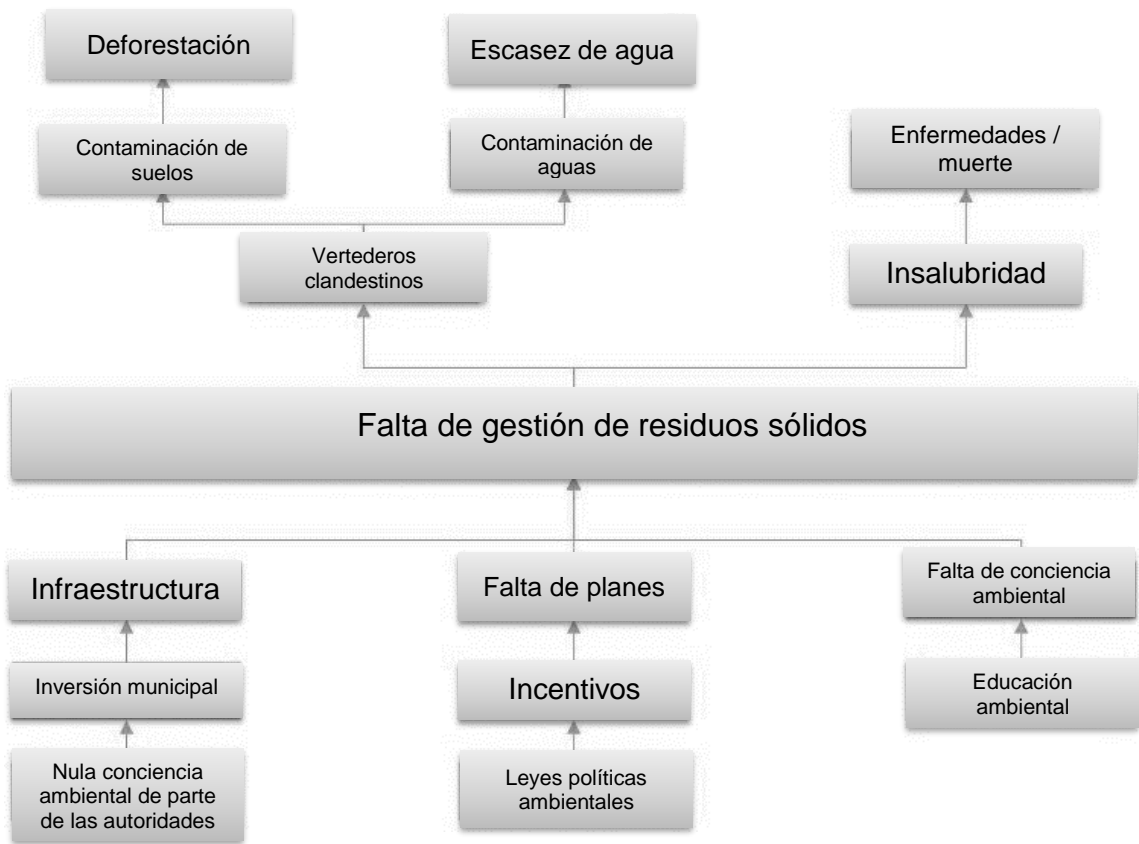 Deforestación
Escasez de agua
Contaminación de
suelos
Contaminación de
aguas
Enfermedades /
muerte
Vertederos
clandestinos
Insalubridad
Falta de gestión de residuos sólidos
Infraestructura
Falta de planes
Falta de conciencia
ambiental
Inversión municipal
Incentivos
Educación
ambiental
Nula conciencia
ambiental de parte
de las autoridades
Leyes políticas
ambientales